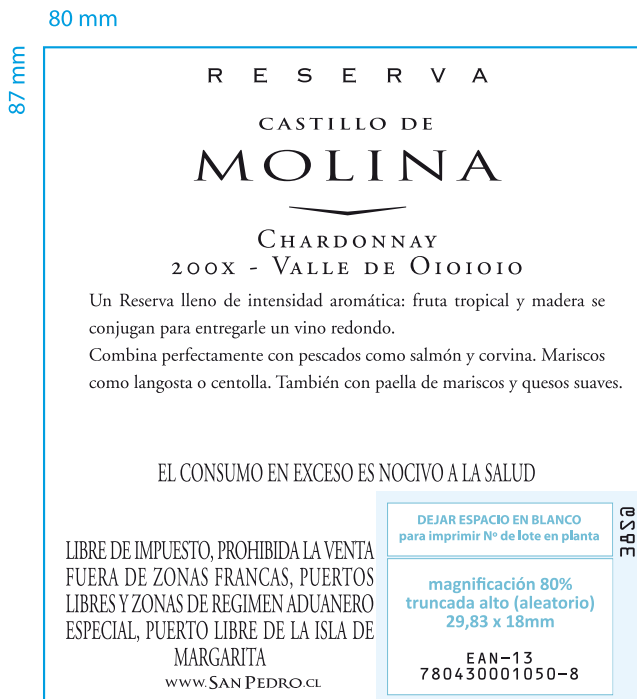 80 mm
87 mm
RESERVA
CASTILLO DE
MOLINA
CHARDONNAY
200X - VALLE DE OIOIOIO
Un Reserva lleno de intensidad aromática: fruta tropical y madera se
conjugan para entregarle un vino redondo.
Combina perfectamente con pescados como salmón y corvina. Mariscos
como langosta o centolla. También con paella de mariscos y quesos suaves.
EL CONSUMO EN EXCESO ES NOCIVO A LA SALUD
LIBRE DE IMPUESTO, PROHIBIDA LA VENTA
FUERA DE ZONAS FRANCAS, PUERTOS
LIBRES Y ZONAS DE REGIMEN ADUANERO
ESPECIAL, PUERTO LIBRE DE LA ISLA DE
MARGARITA
WWW.SAN PEDRO.CL
DEJAR ESPACIO EN BLANCO
para imprimir Nº de lote en planta
magnificación 80%
truncada alto (aleatorio)
29,83 x 18mm
EAN-13
780430001050-8